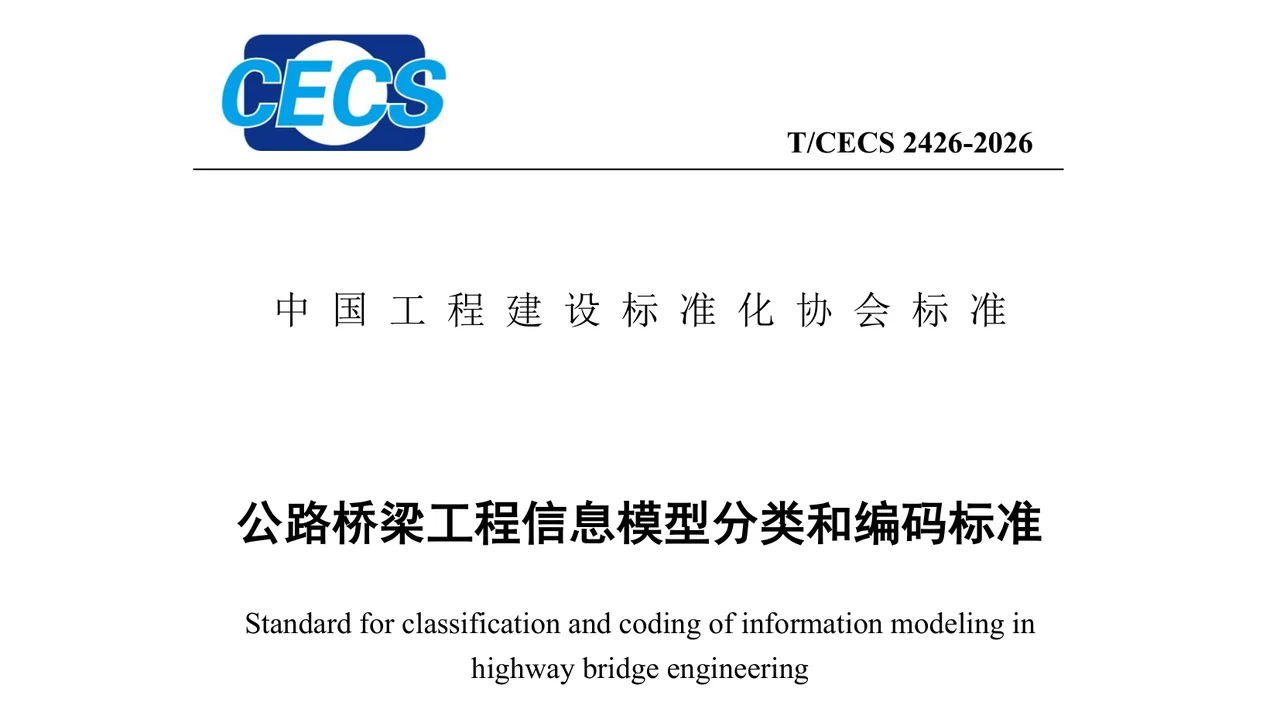 CECS
T/CECS 2426-2026
中国工程建设标准化协会标准
公路桥梁工程信息模型分类和编码标准
Standard for classification and coding of information modeling in
highway bridge engineering